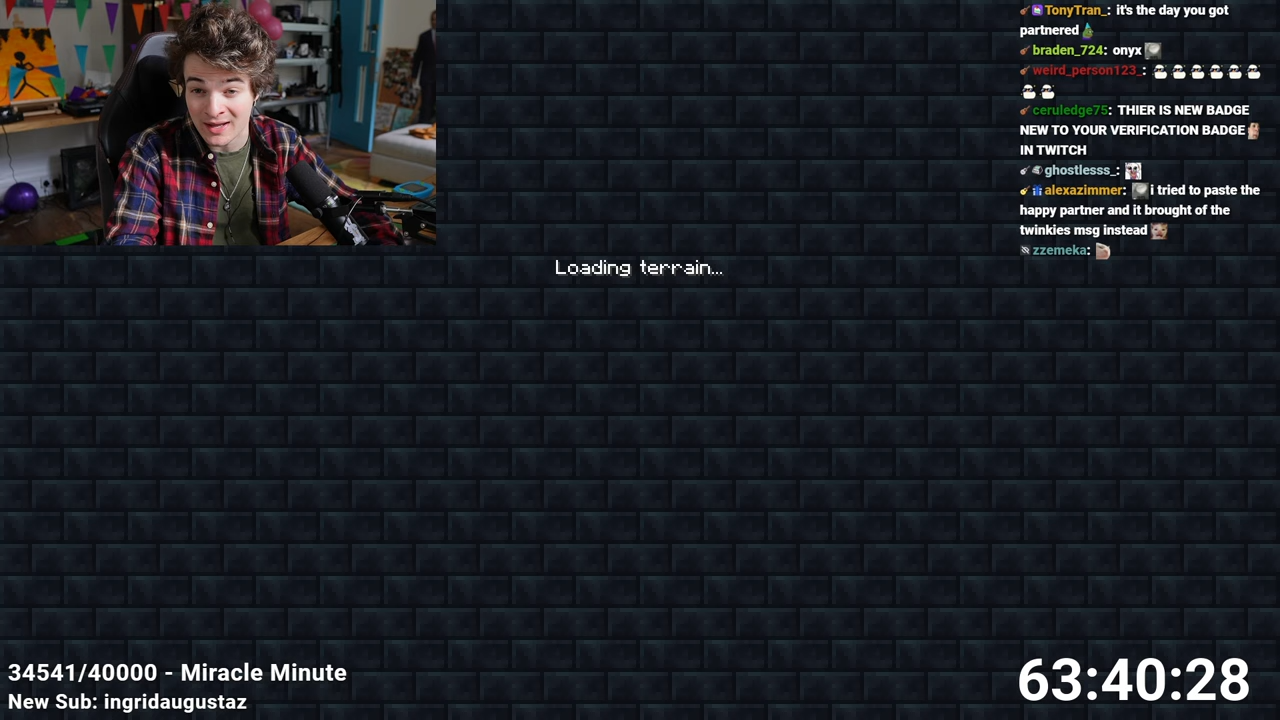 TonyTran_: it's the day you got
partnered
braden_724: onyx
weird_person123_:
ceruledge75: THIER IS NEW BADGE
NEW TO YOUR VERIFICATION BADGE
IN TWITCH
ghostlesss_:
alexazimmer: i tried to paste the
happy partner and it brought of the
twinkies msg instead
zzemeka:
Loading terrain...
34541/40000 - Miracle Minute
New Sub: ingridaugustaz
63:40:28